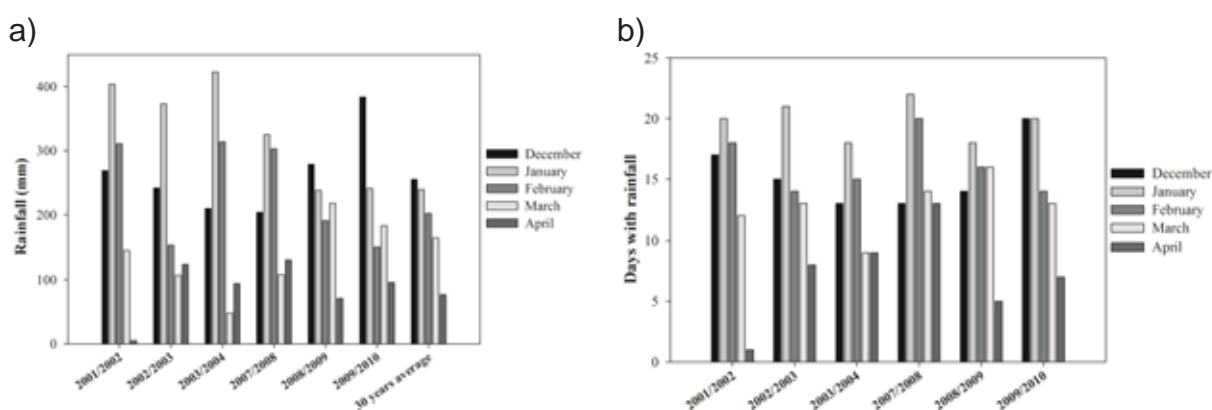 a)
Rainfall (mm)
400
300
200
100
0
2001/2002
2002/2003
2003/2004
2007/2008
2008/2009
2009/2010
30 years average
December
January
February
March
April
b)
Days with rainfall
25
20
15
10
5
0
2001/2002
2002/2003
2003/2004
2007/2008
2008/2009
2009/2010
December
January
February
March
April